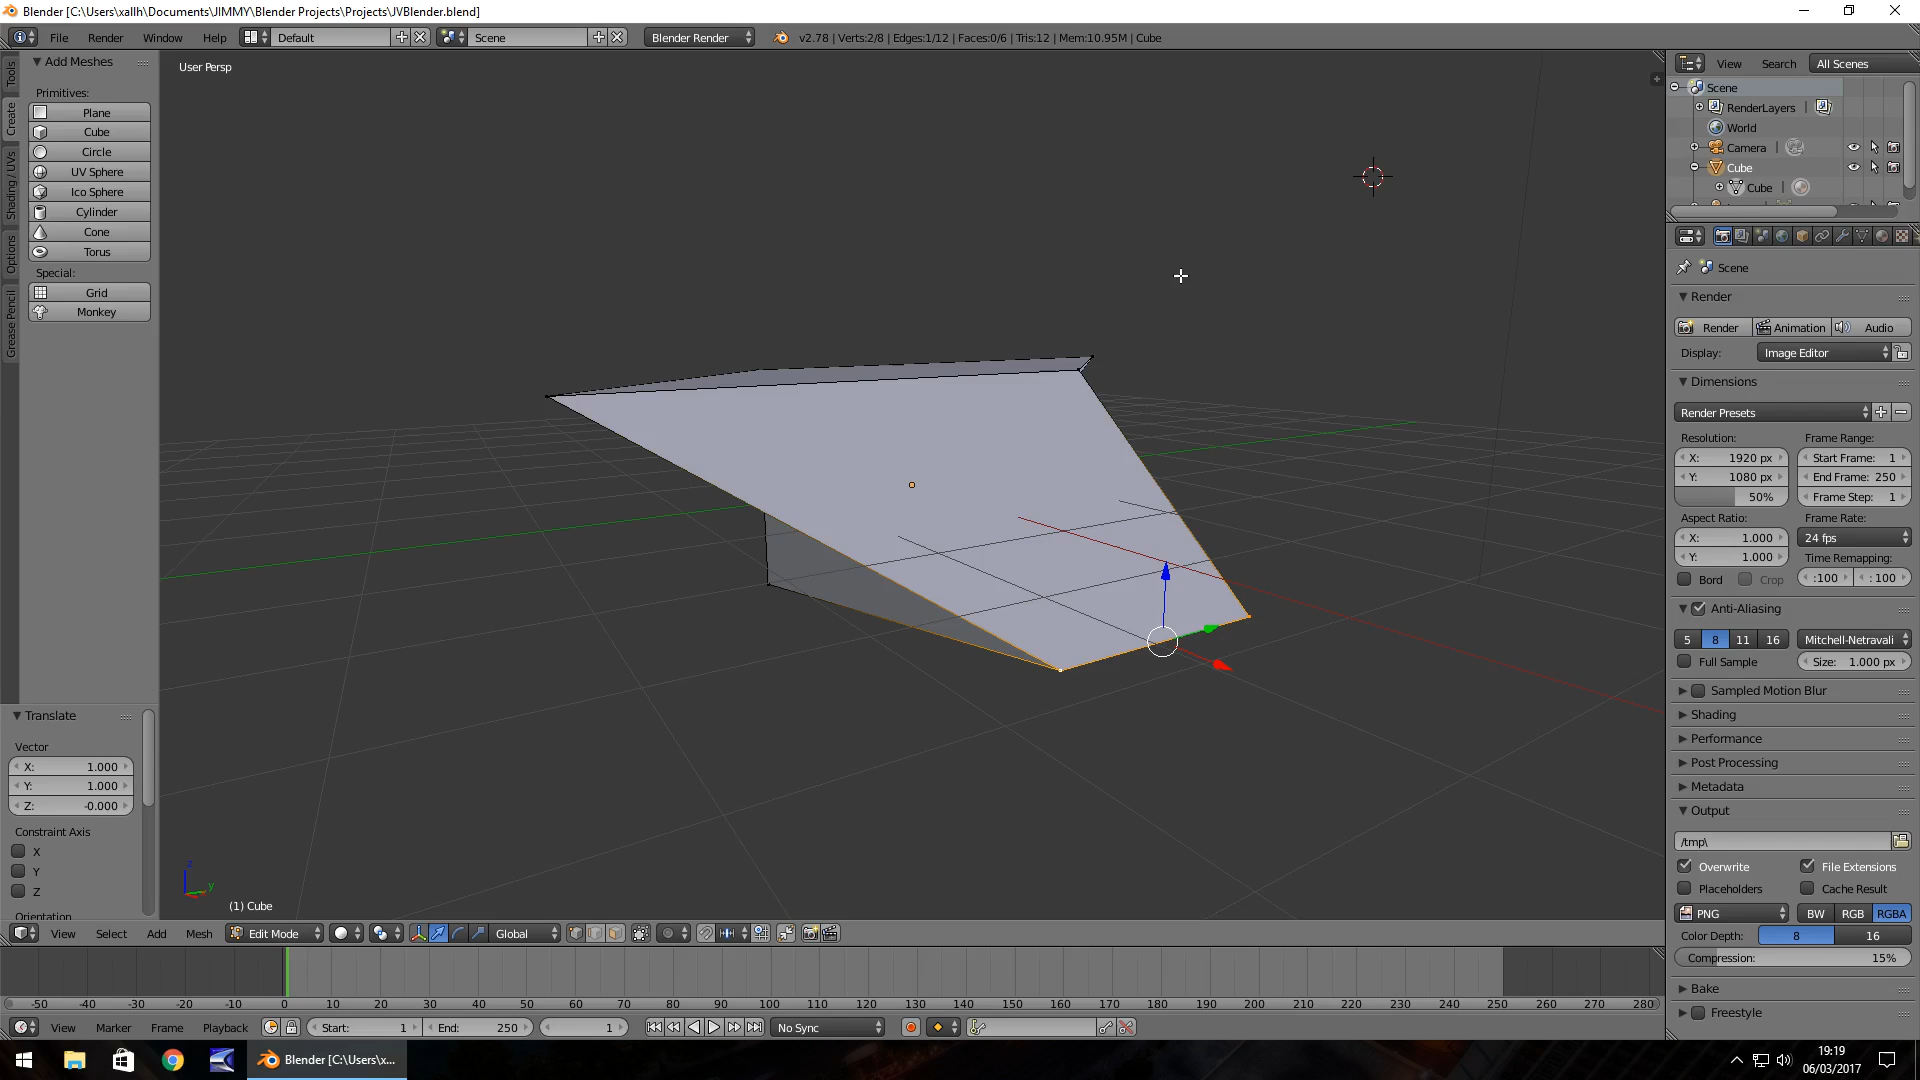 Blender [C:\Users\xallh\Documents\JIMMY\Blender Projects\Projects\JVBlender.blend]
File Render Window Help Default Scene Blender Render v2.78 | Verts:2/8 | Edges:1/12 | Faces:0/6 | Tris:12 | Mem:10.95M | Cube
Tools
Create
Shading / UVs
Options
Grease Pencil
Add Meshes
Primitives:
Plane
Cube
Circle
UV Sphere
Ico Sphere
Cylinder
Cone
Torus
Special:
Grid
Monkey
Translate
Vector
X: 1.000
Y: 1.000
Z: -0.000
Constraint Axis
X
Y
Z
Orientation
User Persp
z
y
(1) Cube
View Select Add Mesh Edit Mode Global
View Search All Scenes
Scene
RenderLayers |
World
Camera |
Cube
Cube |
Scene
Render
Render Animation Audio
Display: Image Editor
Dimensions
Render Presets
Resolution: Frame Range:
X: 1920 px Start Frame: 1
Y: 1080 px End Frame: 250
50% Frame Step: 1
Aspect Ratio: Frame Rate:
X: 1.000 24 fps
Y: 1.000 Time Remapping:
Bord Crop :100 : 100
Anti-Aliasing
5 8 11 16 Mitchell-Netravali
Full Sample Size: 1.000 px
Sampled Motion Blur
Shading
Performance
Post Processing
Metadata
Output
/tmp\
Overwrite File Extensions
Placeholders Cache Result
PNG BW RGB RGBA
Color Depth: 8 16
Compression: 15%
Bake
Freestyle
-50 -40 -30 -20 -10 0 10 20 30 40 50 60 70 80 90 100 110 120 130 140 150 160 170 180 190 200 210 220 230 240 250 260 270 280
View Marker Frame Playback Start: 1 End: 250 1 No Sync
Blender [C:\Users\x...
19:19
06/03/2017